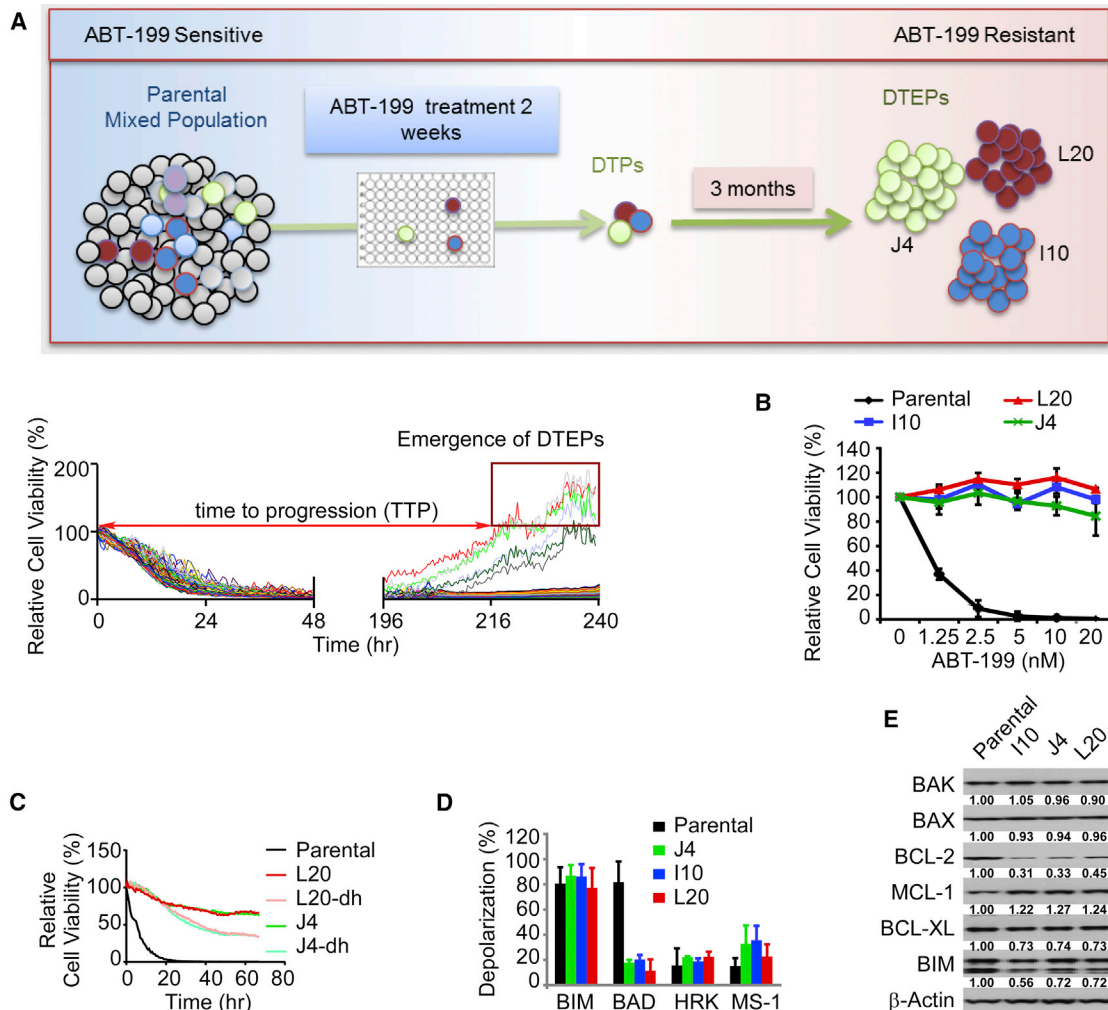 A
ABT-199 Sensitive
ABT-199 Resistant
Parental
Mixed Population
ABT-199 treatment 2
weeks
DTPs
3 months
DTEPs
L20
J4
I10
Relative Cell Viability (%)
200
100
0
Emergence of DTEPs
time to progression (TTP)
0 24 48 196 216 240
Time (hr)
B
Parental L20
I10 J4
Relative Cell Viability (%)
140
120
100
80
60
40
20
0
0 1.25 2.5 5 10 20
ABT-199 (nM)
C
Relative
Cell Viability (%)
150
100
50
0
0 20 40 60 80
Time (hr)
Parental
L20
L20-dh
J4
J4-dh
D
Depolarization (%)
120
100
80
60
40
20
0
Parental
J4
I10
L20
BIM BAD HRK MS-1
E
Parental I10 J4 L20
BAK
1.00 1.05 0.96 0.90
BAX
1.00 0.93 0.94 0.96
BCL-2
1.00 0.31 0.33 0.45
MCL-1
1.00 1.22 1.27 1.24
BCL-XL
1.00 0.73 0.74 0.73
BIM
1.00 0.56 0.72 0.72
β-Actin